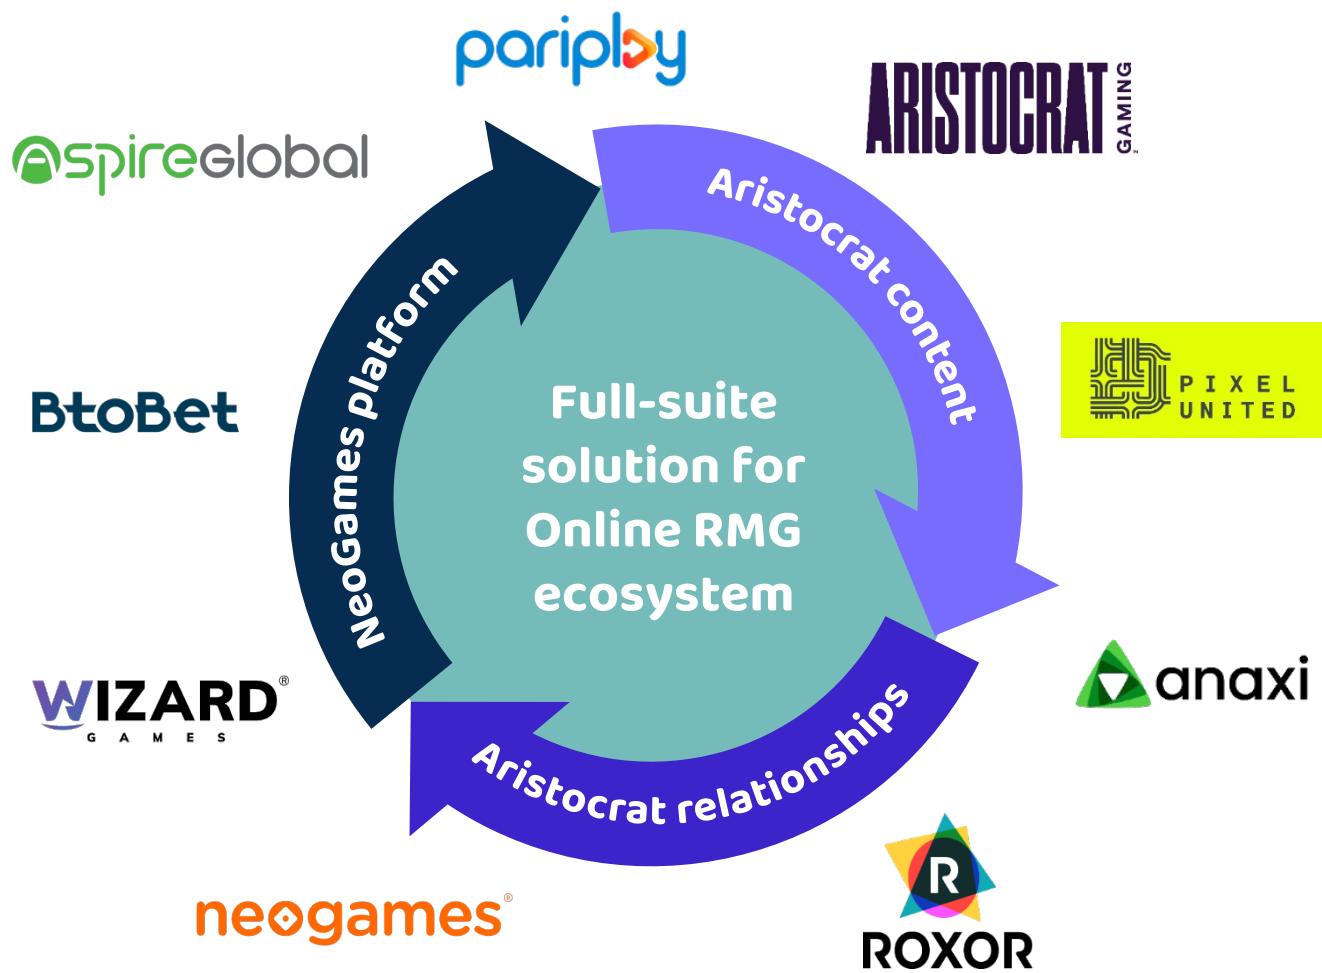 pariplay
ARISTOCRAT GAMING™
AspireGlobal
Aristocrat content
NeoGames platform
PIXEL
UNITED
BtoBet
Full-suite
solution for
Online RMG
ecosystem
anaxi
WIZARD®
GAMES
Aristocrat relationships
R
ROXOR
neogames®